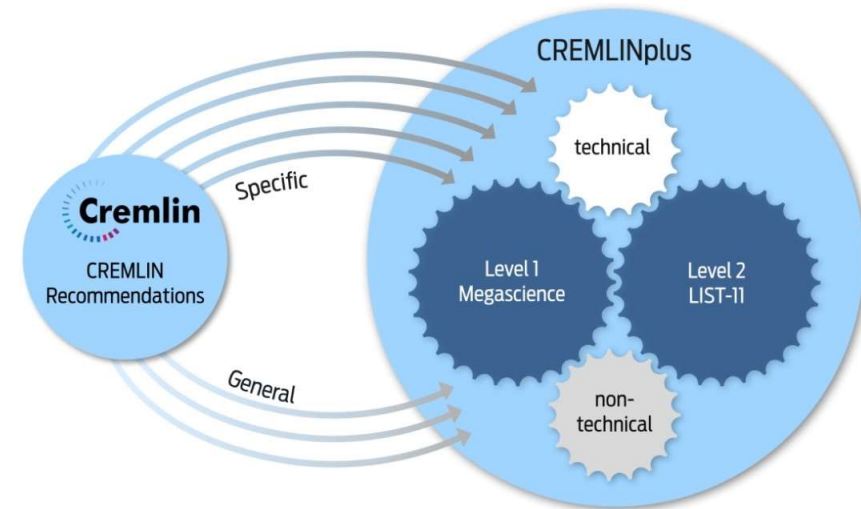 CREMLINplus
technical
Specific
Cremlin
CREMLIN
Recommendations
Level 1
Megascience
Level 2
LIST-11
General
non-
technical